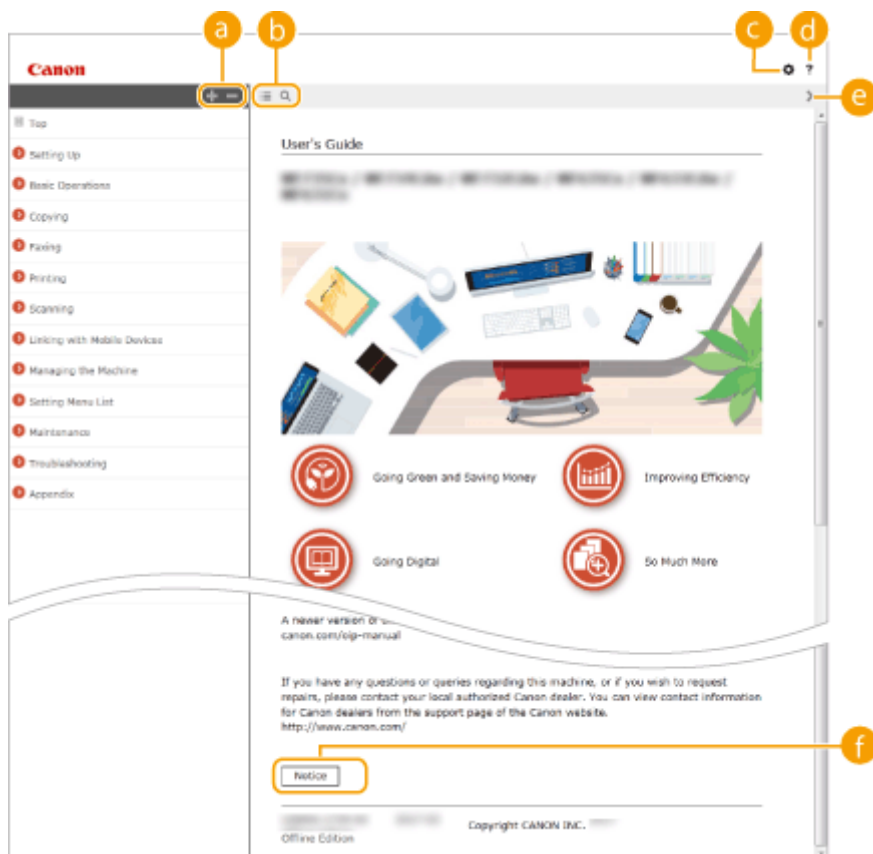 a
b
c
d
Canon
?
e
Top
Setting Up
Basic Operations
Copying
Faxing
Printing
Scanning
Linking with Mobile Devices
Managing the Machine
Setting Menu List
Maintenance
Troubleshooting
Appendix
User's Guide
Going Green and Saving Money
Improving Efficiency
Going Digital
So Much More
A newer version of
canon.com/oip-manual
If you have any questions or queries regarding this machine, or if you wish to request
repairs, please contact your local authorized Canon dealer. You can view contact information
for Canon dealers from the support page of the Canon website.
http://www.canon.com/
f
Notice
Copyright CANON INC.
Offline Edition